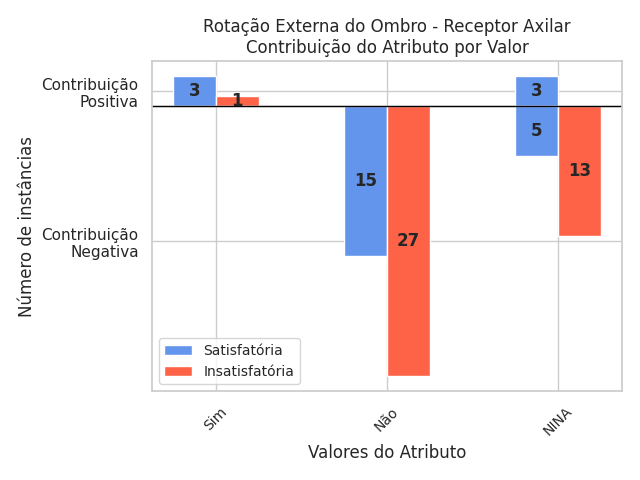 Rotação Externa do Ombro - Receptor Axilar
Contribuição do Atributo por Valor
Contribuição
Positiva
Contribuição
Negativa
Número de instâncias
3
1
15
27
3
5
13
Satisfatória
Insatisfatória
Sim
Não
NINA
Valores do Atributo